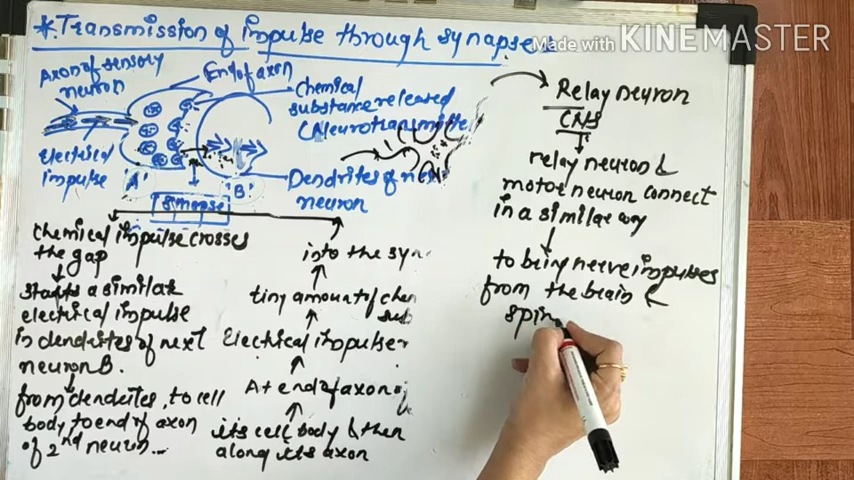 *Transmission of impulse through synapse
Made with KINEMASTER
Axon of sensory
neuron
End of axon
Chemical
substance released
(Neurotransmitte
Electrical
impulse
'A'
'B'
Synapse
Dendrites of
neuron
Chemical impulse crosses
the gap
starts a similar
electrical impulse
in dendrites of next
neuron B.
from dendrites, to cell
body to end of axon
of 2nd neuron...
into the syn
tiny amount of chem
sub
Electrical impulse
At end of axon
its cell body & then
along its axon
Relay neuron
CNS
relay neuron &
motor neuron connect
in a similar way
to bring nerve impulses
from the brain &
spin